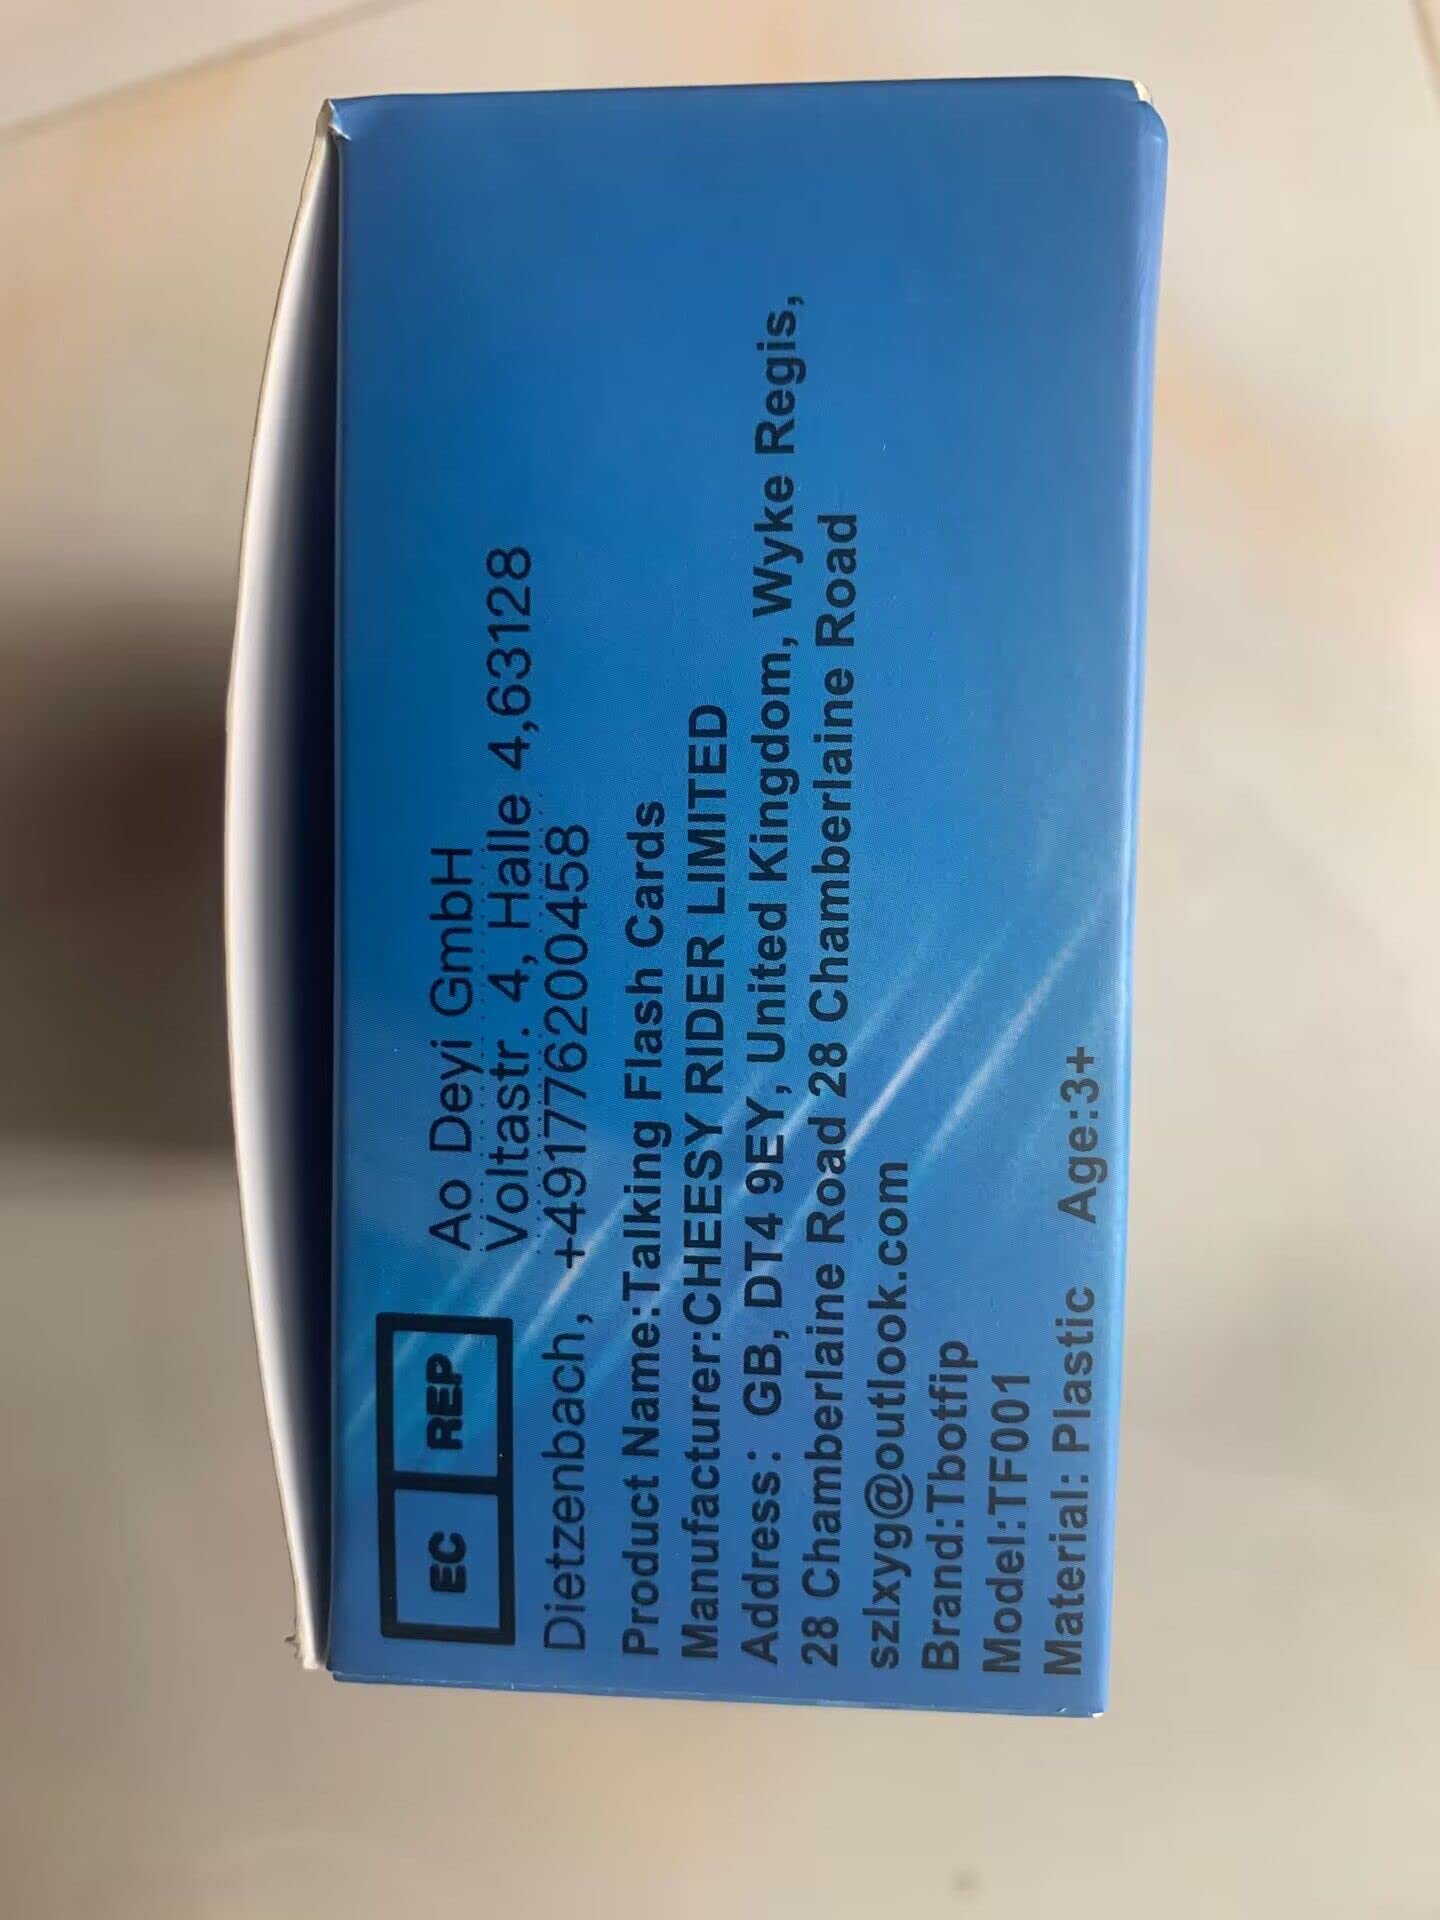 EC REP
Ao Deyi GmbH
Voltastr. 4, Halle 4,63128
Dietzenbach, +4917762004 58
Product Name:Talking Flash Cards
Manufacturer:CHEESY RIDER LIMITED
Address: GB, DT4 9EY, United Kingdom, Wyke Regis,
28 Chamberlaine Road 28 Chamberlaine Road
szlxyg@outlook.com
Brand:Tbotfip
Model:TF001
Material: Plastic Age:3+